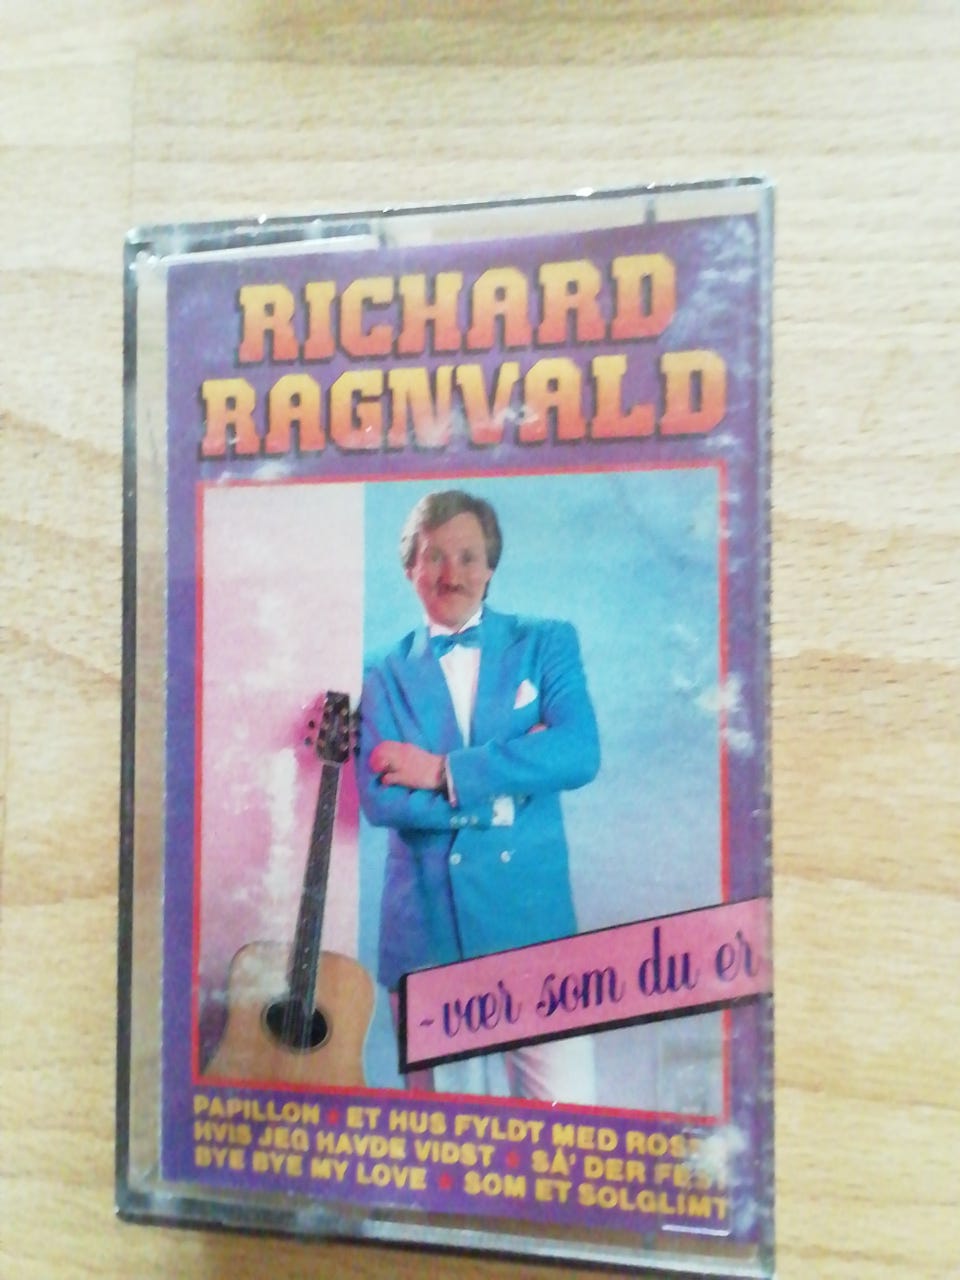 RICHARD
RAGNVALD
-vær som du er
PAPILLON ★ ET HUS FYLDT MED
HVIS JEG HAVDE VIDST ★ SÅ' DER FEST
BYE BYE MY LOVE ★ SOM ET SOLGLIMT